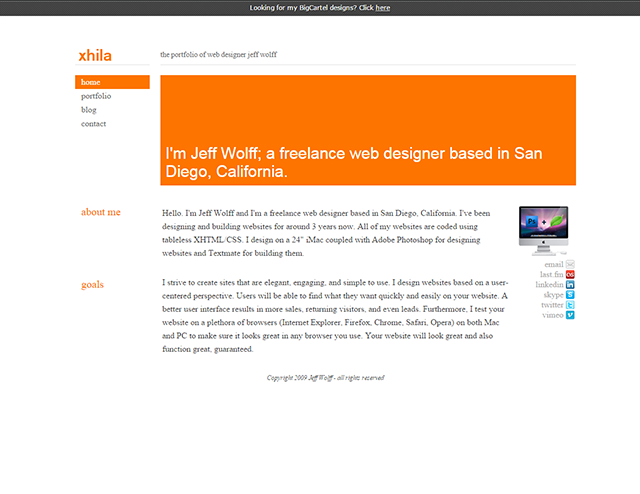 Looking for my BigCartel designs? Click here
xhila
the portfolio of web designer jeff wolff
home
portfolio
blog
contact
I'm Jeff Wolff; a freelance web designer based in San
Diego, California.
about me
Hello. I'm Jeff Wolff and I'm a freelance web designer based in San Diego, California. I've been
designing and building websites for around 3 years now. All of my websites are coded using
tableless XHTML/CSS. I design on a 24" iMac coupled with Adobe Photoshop for designing
websites and Textmate for building them.
goals
I strive to create sites that are elegant, engaging, and simple to use. I design websites based on a user-
centered perspective. Users will be able to find what they want quickly and easily on your website. A
better user interface results in more sales, returning visitors, and even leads. Furthermore, I test your
website on a plethora of browsers (Internet Explorer, Firefox, Chrome, Safari, Opera) on both Mac
and PC to make sure it looks great in any browser you use. Your website will look great and also
function great, guaranteed.
Ps +
email
last.fm
linkedin in
skype
twitter t
vimeo v
Copyright 2009 Jeff Wolff - all rights reserved